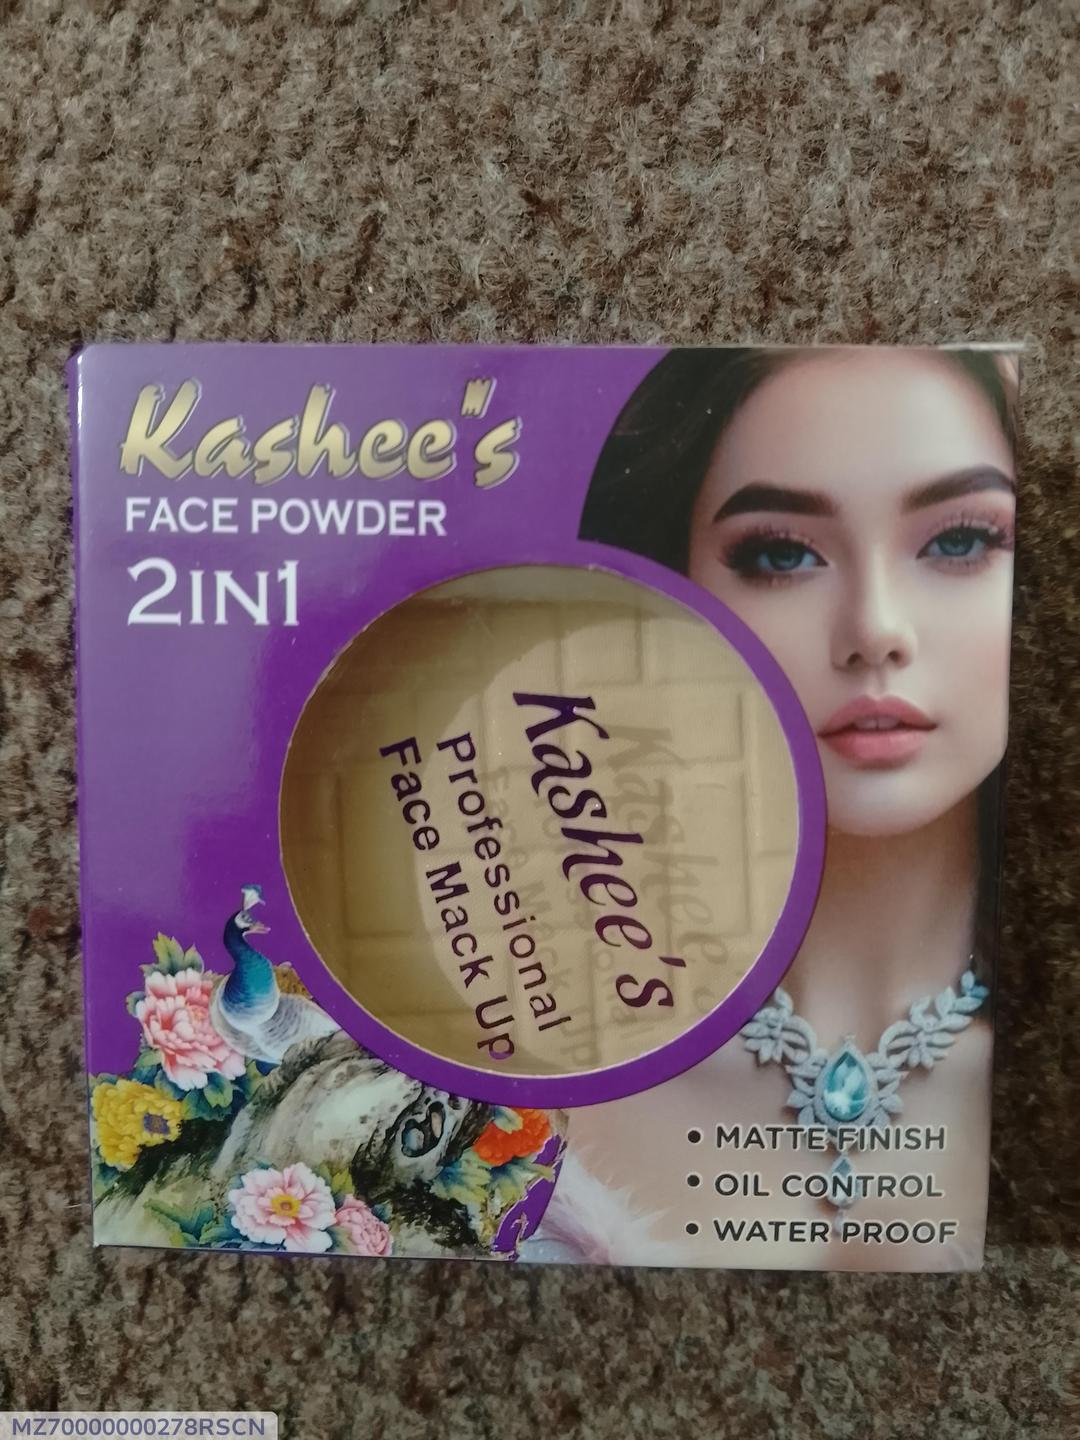 Kashee"s
FACE POWDER
2IN1
Kashee's
Professional
Face Mack Up
• MATTE FINISH
• OIL CONTROL
• WATER PROOF
MZ70000000278RSCN